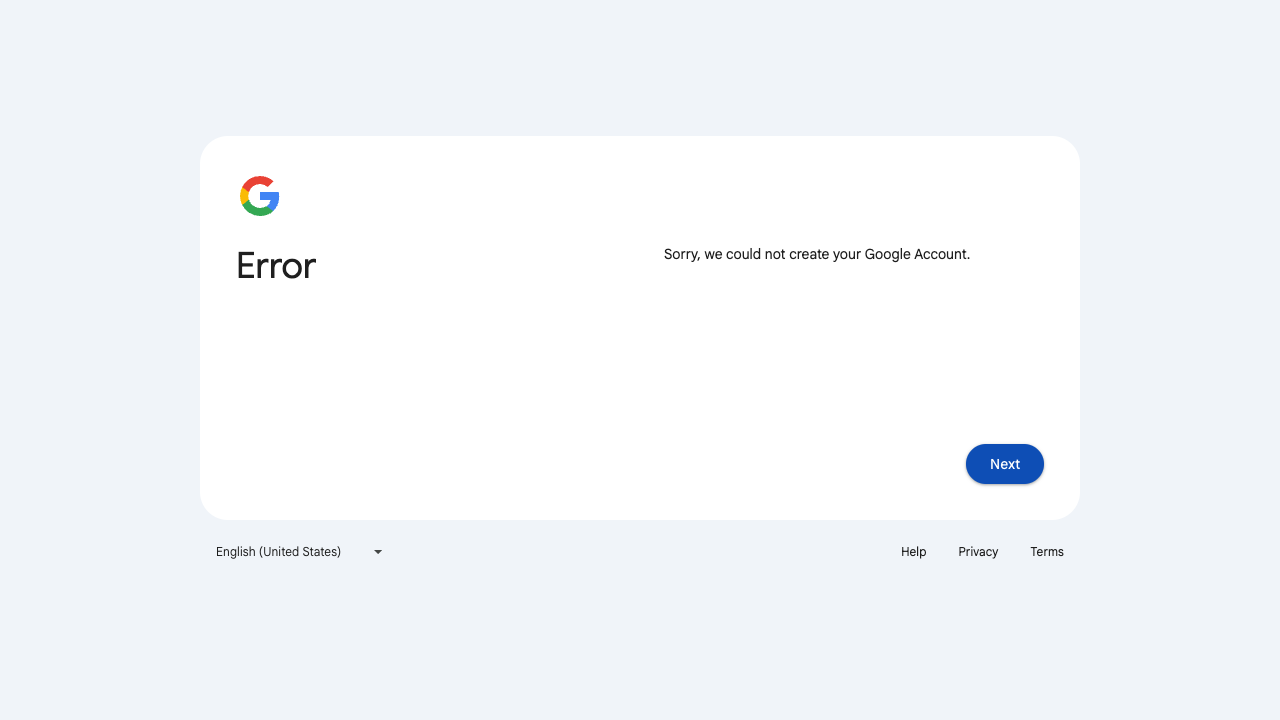 Error
Sorry, we could not create your Google Account.
Next
English (United States)
Help Privacy Terms